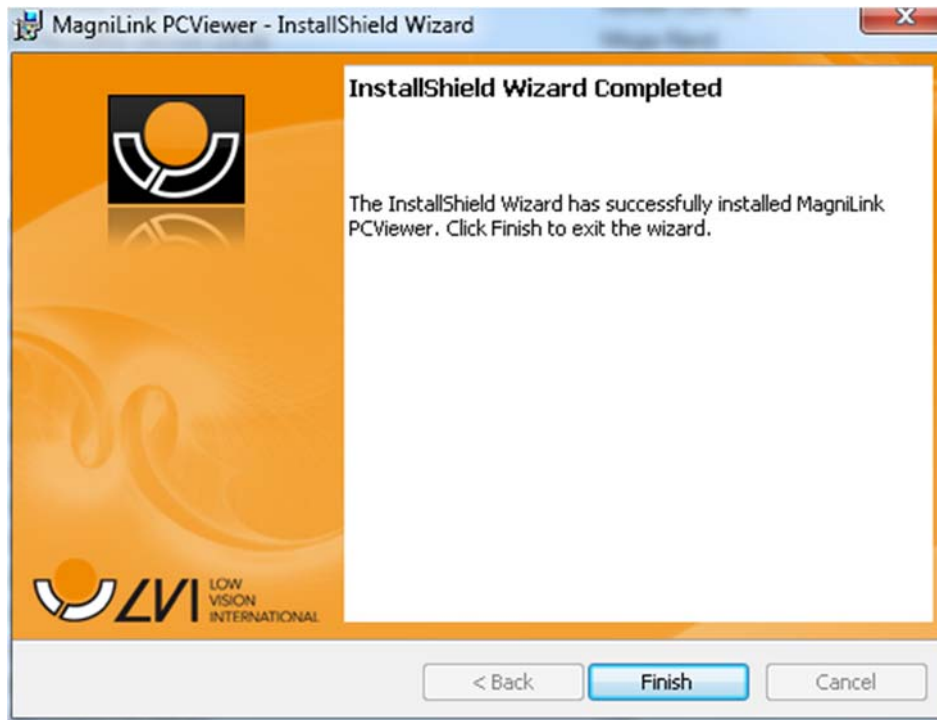 MagniLink PCViewer - InstallShield Wizard
InstallShield Wizard Completed
The InstallShield Wizard has successfully installed MagniLink
PCViewer. Click Finish to exit the wizard.
LVI LOW
VISION
INTERNATIONAL
< Back Finish Cancel